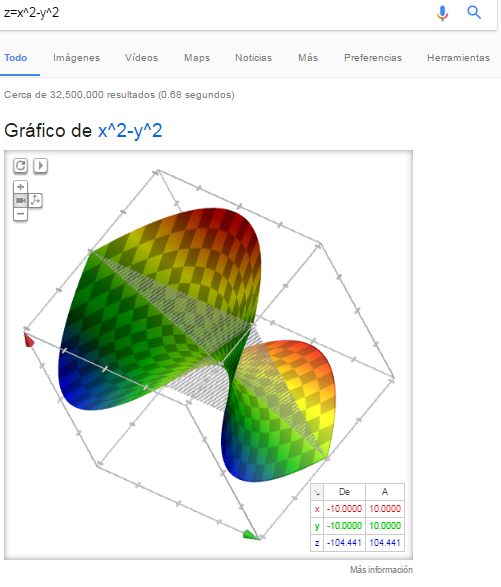 z=x^2-y^2
Todo Imágenes Vídeos Maps Noticias Más Preferencias Herramientas
Cerca de 32,500,000 resultados (0.68 segundos)
Gráfico de x^2-y^2
De A
x -10.0000 10.0000
y -10.0000 10.0000
z -104.441 104.441
Más información